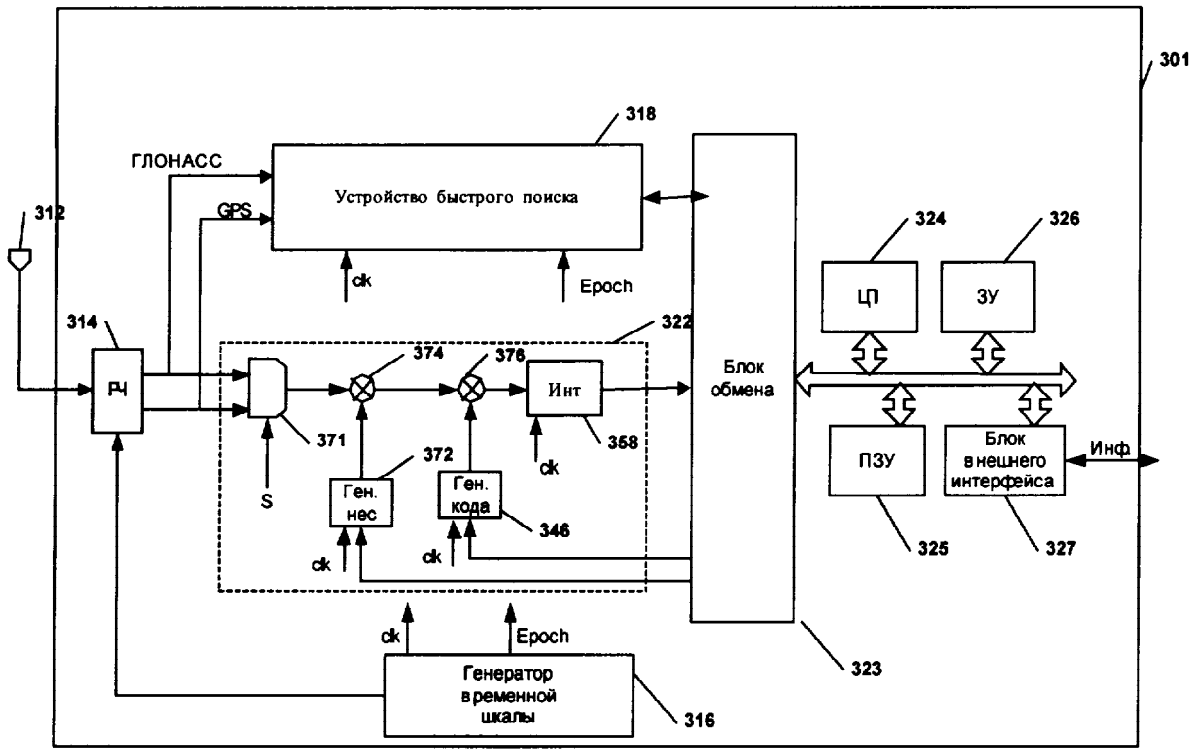 301
318
ГЛОНАСС
Устройство быстрого поиска
312
GPS
324
326
clk
Epoch
ЦП
ЗУ
314
322
374
376
РЧ
Инт
Блок
обмена
371
358
clk
372
ПЗУ
Блок
внешнего
интерфейса
Инф.
S
Ген.
нес
Ген.
кода
346
clk
clk
325
327
clk
Epoch
323
Генератор
временной
шкалы
316